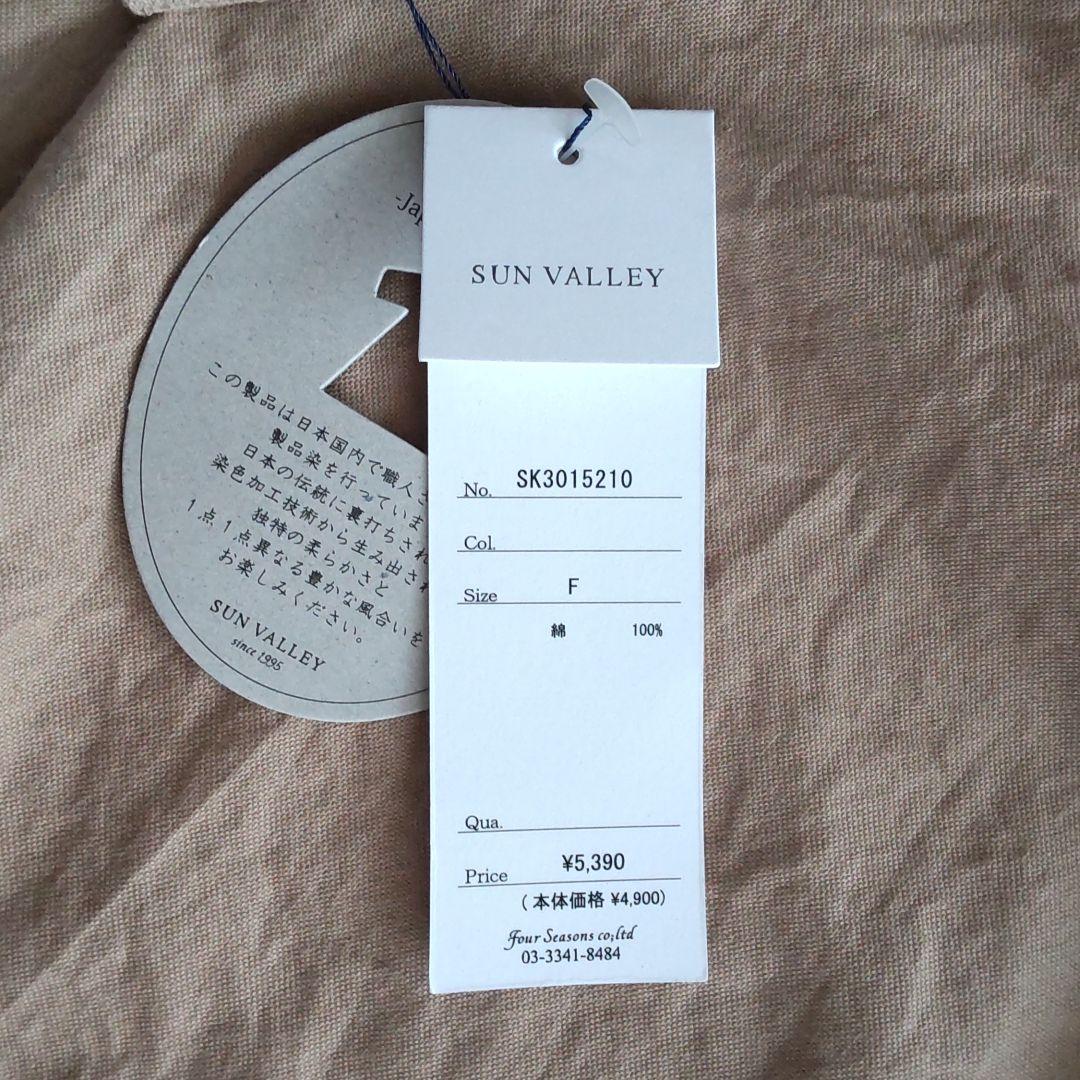 -Jap
この製品は日本国内で職人
製品染を行っていま
日本の伝統に裏打ちされ
染色加工技術から生み出され
独特の柔らかさと
1点1点異なる豊かな風合いを
お楽しみください。
SUN VALLEY
since 1995
SUN VALLEY
No. SK3015210
Col.
Size F
綿 100%
Qua.
Price ¥5,390
(本体価格 ¥4,900)
Four Seasons co;ltd
03-3341-8484